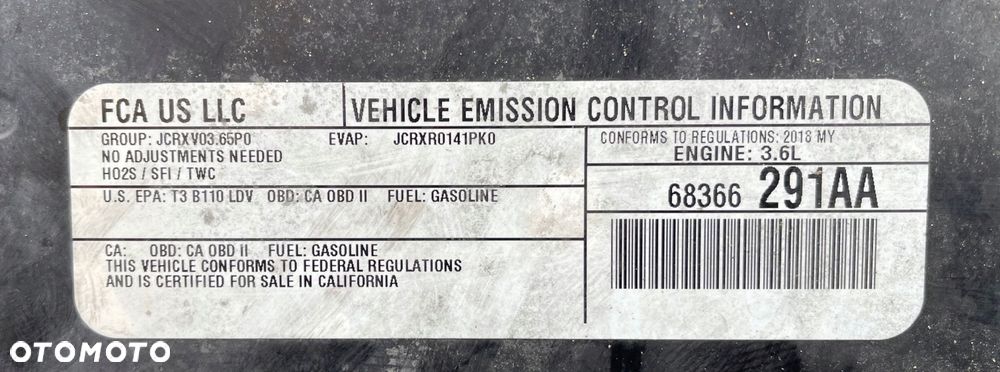 FCA US LLC
VEHICLE EMISSION CONTROL INFORMATION
GROUP: JCRXV03.65P0 EVAP: JCRXR0141PK0
NO ADJUSTMENTS NEEDED
HO2S / SFI / TWC
CONFORMS TO REGULATIONS: 2018 MY
ENGINE: 3.6L
U.S. EPA: T3 B110 LDV OBD: CA OBD II FUEL: GASOLINE
68366 291AA
CA: OBD: CA OBD II FUEL: GASOLINE
THIS VEHICLE CONFORMS TO FEDERAL REGULATIONS
AND IS CERTIFIED FOR SALE IN CALIFORNIA
OTOMOTO